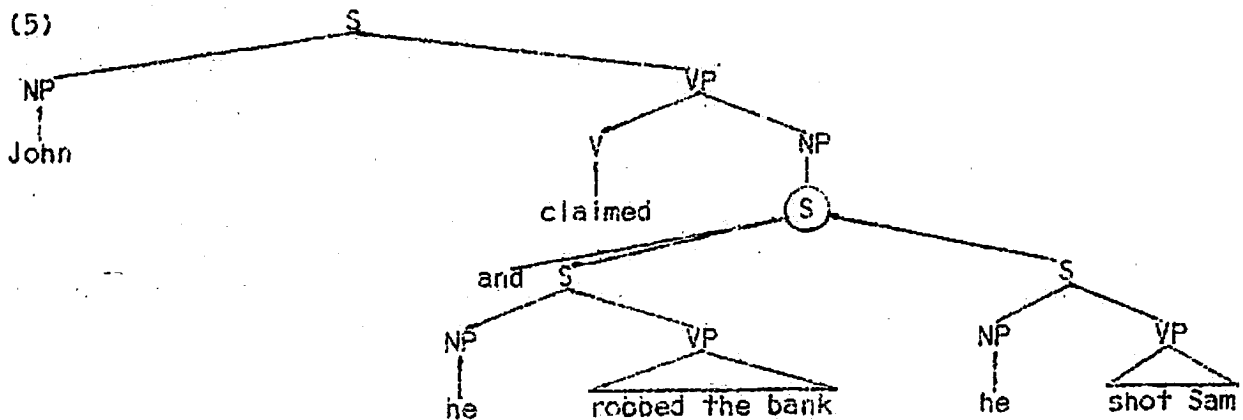 (5)
S
NP VP
John V NP
claimed S
and S S
NP VP NP VP
he robbed the bank he shot Sam